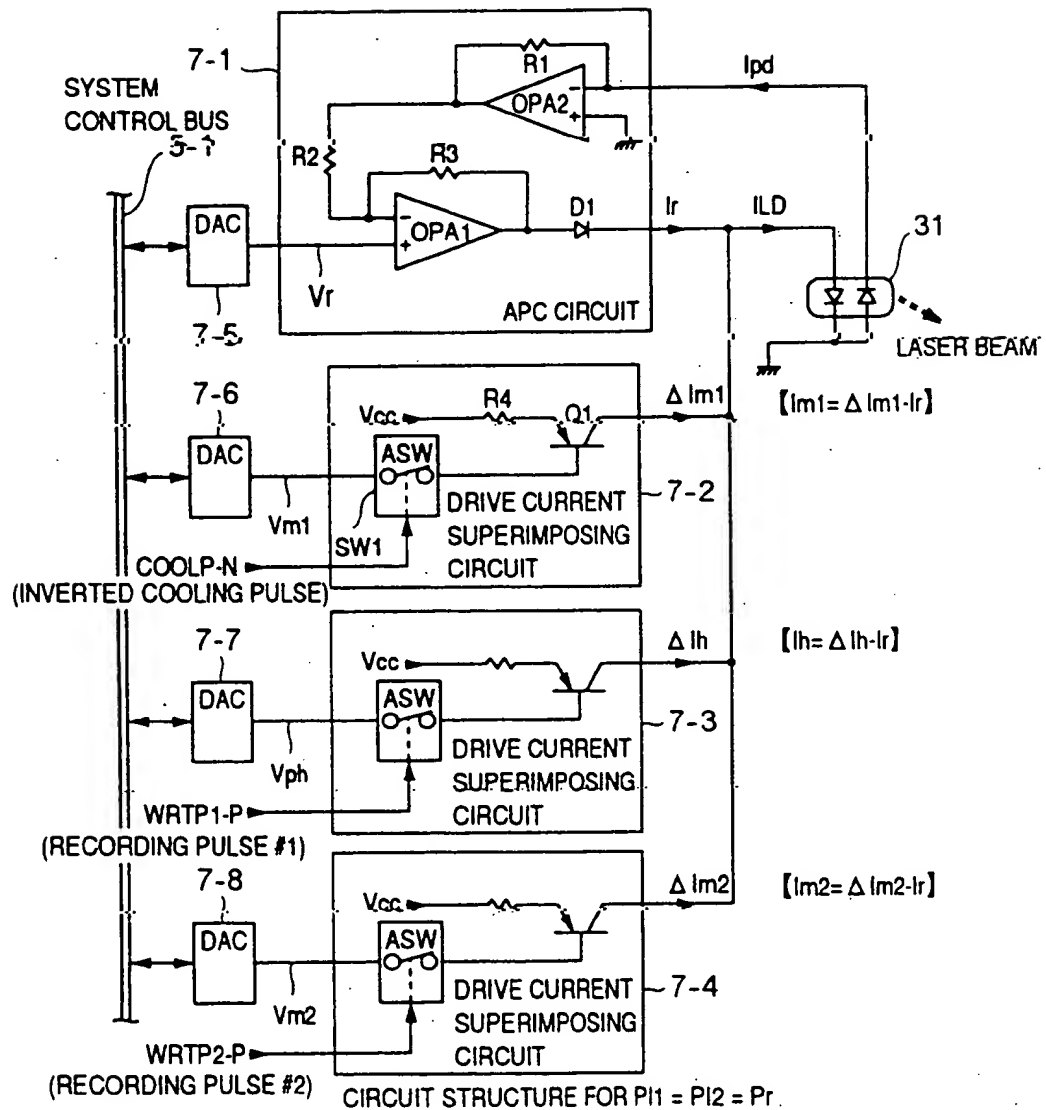 7-1
SYSTEM
CONTROL BUS
5-1
R1
Ipd
OPA2
-
+
R2
R3
DAC
-
OPA1
+
D1
Ir
ILD
31
Vr
APC CIRCUIT
7-5
LASER BEAM
7-6
DAC
Vcc
R4
Q1
Δ Im1
[Im1= Δ Im1-Ir]
ASW
Vm1
SW1
DRIVE CURRENT
SUPERIMPOSING
CIRCUIT
7-2
COOLP-N
(INVERTED COOLING PULSE)
7-7
DAC
Vcc
Δ Ih
[Ih= Δ Ih-Ir]
ASW
Vph
DRIVE CURRENT
SUPERIMPOSING
CIRCUIT
7-3
WRTP1-P
(RECORDING PULSE #1)
7-8
DAC
Vcc
Δ Im2
[Im2= Δ Im2-Ir]
ASW
Vm2
DRIVE CURRENT
SUPERIMPOSING
CIRCUIT
7-4
WRTP2-P
(RECORDING PULSE #2)
CIRCUIT STRUCTURE FOR PI1 = PI2 = Pr